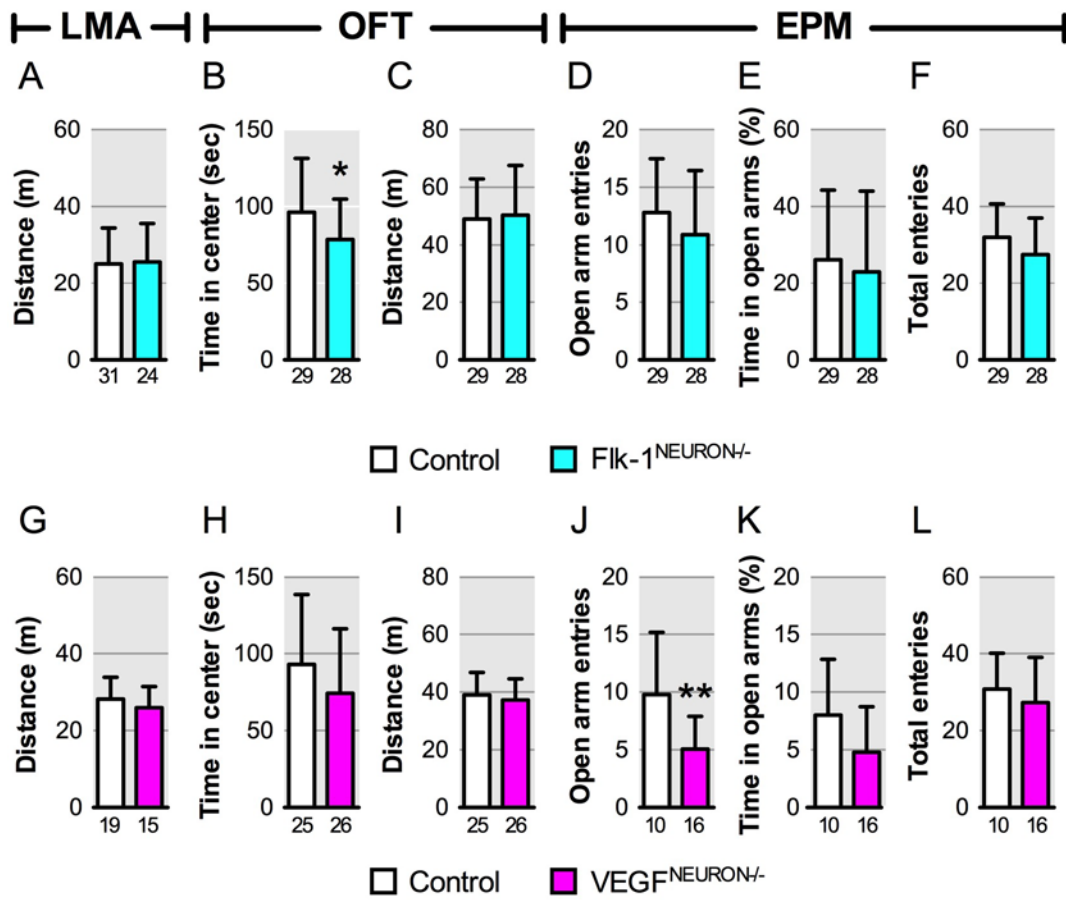 LMA OFT EPM
A B C D E F
Distance (m) 60 40 20 0 31 24
Time in center (sec) 150 100 50 0 * 29 28
Distance (m) 80 60 40 20 0 29 28
Open arm entries 20 15 10 5 0 29 28
Time in open arms (%) 60 40 20 0 29 28
Total enteries 60 40 20 0 29 28
Control Flk-1NEURON-/-
G H I J K L
Distance (m) 60 40 20 0 19 15
Time in center (sec) 150 100 50 0 25 26
Distance (m) 80 60 40 20 0 25 26
Open arm entries 20 15 10 5 0 ** 10 16
Time in open arms (%) 20 15 10 5 0 10 16
Total enteries 60 40 20 0 10 16
Control VEGFNEURON-/-